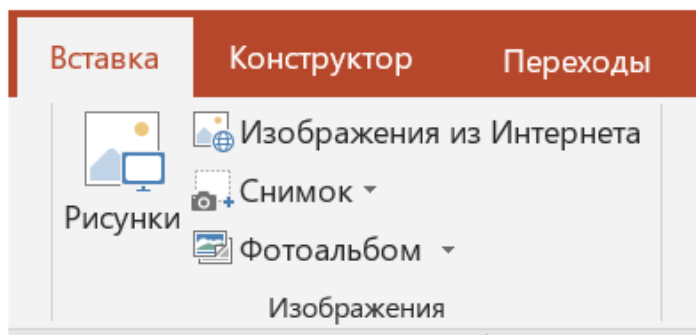 Вставка Конструктор Переходы
Рисунки
Изображения из Интернета
Снимок
Фотоальбом
Изображения